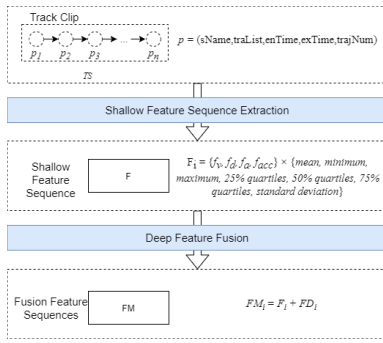 Track Clip
p1 p2 p3 ... pn
p = (sName,traList,enTime,exTime,trajNum)
TS
Shallow Feature Sequence Extraction
Shallow
Feature
Sequence
F
Fi = {fv, fd, fa, facc} × {mean, minimum,
maximum, 25% quartiles, 50% quartiles, 75%
quartiles, standard deviation}
Deep Feature Fusion
Fusion Feature
Sequences
FM
FMi = Fi + FDi